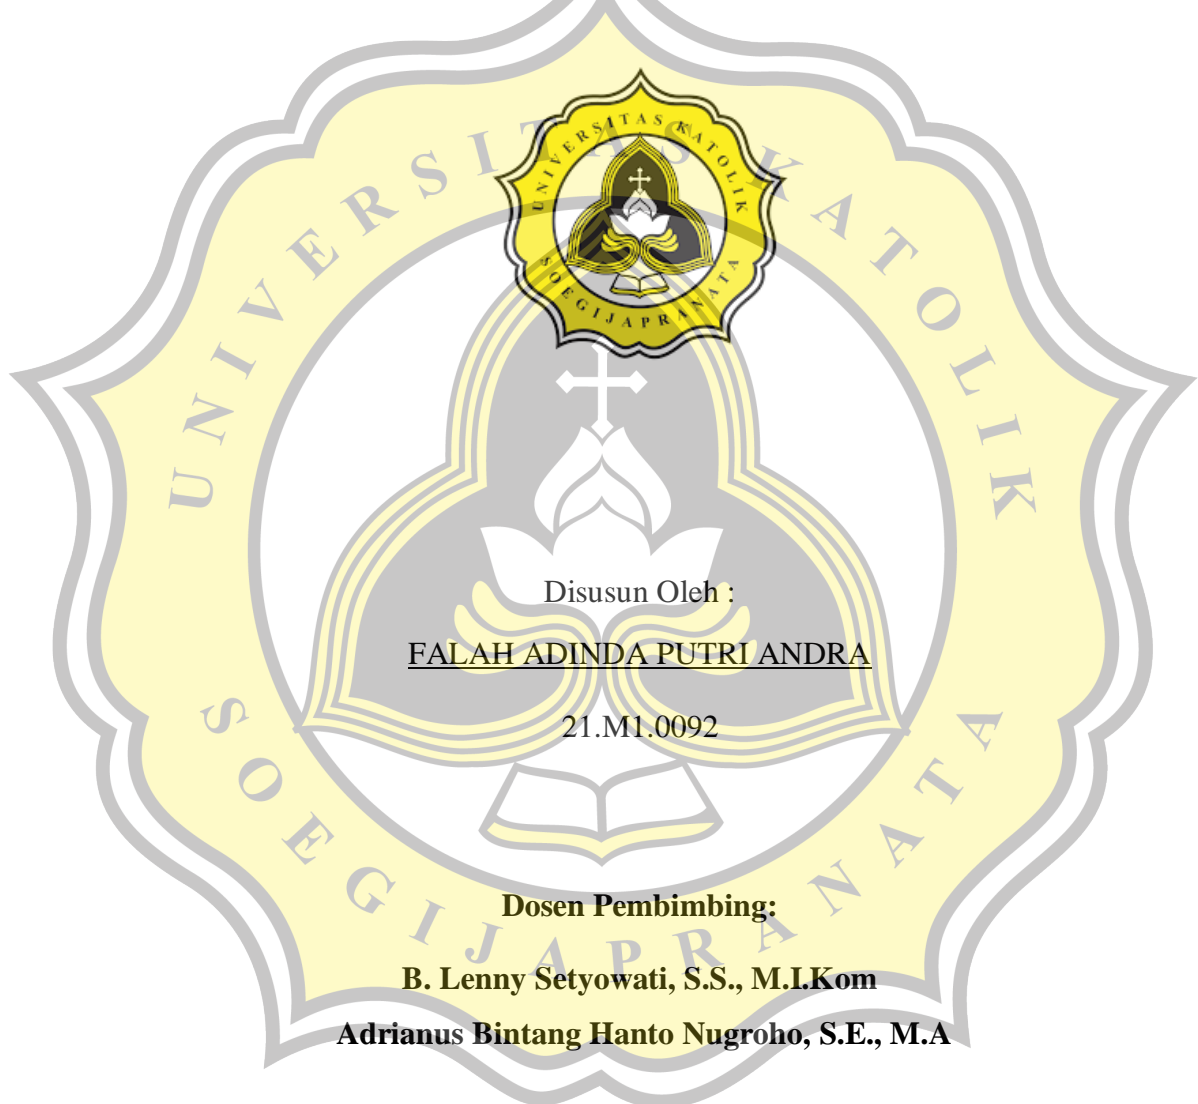 UNIVERSITAS KATOLIK
SOEGIJAPRANATA
UNIVERSITAS KATOLIK
SOEGIJAPRANATA
Disusun Oleh :
FALAH ADINDA PUTRI ANDRA
21.M1.0092
Dosen Pembimbing:
B. Lenny Setyowati, S.S., M.I.Kom
Adrianus Bintang Hanto Nugroho, S.E., M.A